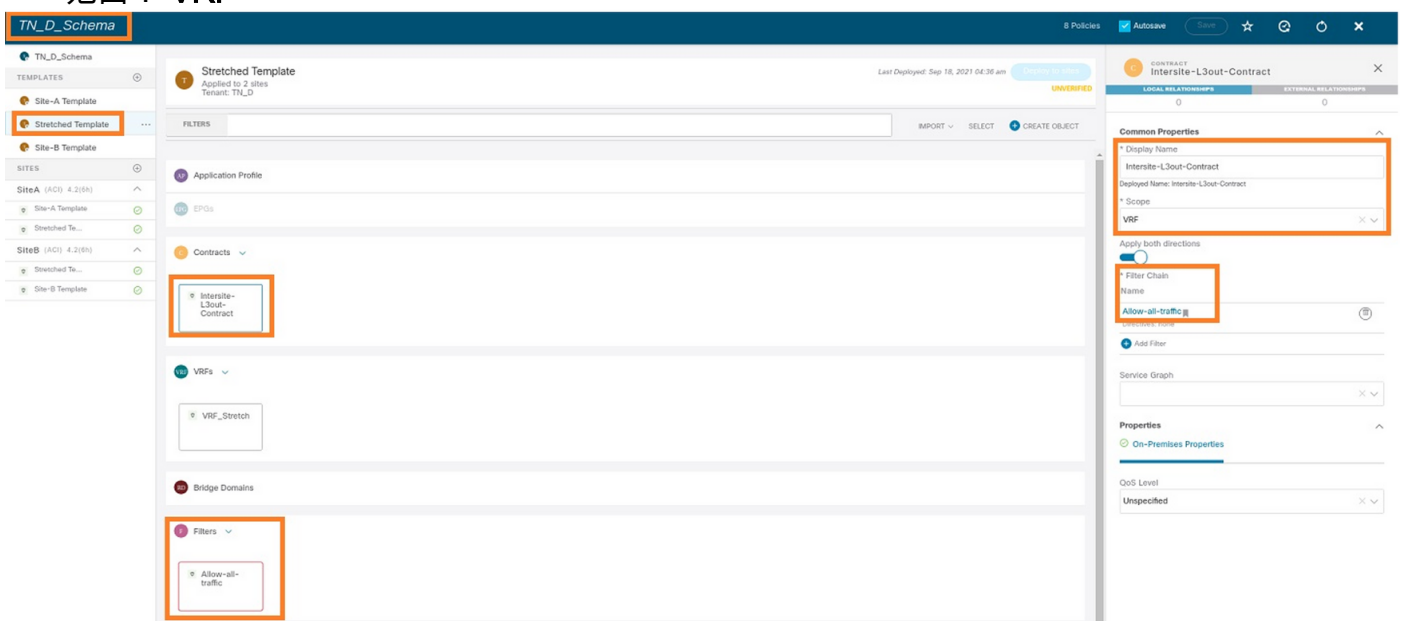 TN_D_Schema
8 Policies
Autosave
Save
TN_D_Schema
TEMPLATES
Site-A Template
Stretched Template
Site-B Template
SITES
SiteA (ACI) 4.2(6h)
Site-A Template
Stretched Te...
SiteB (ACI) 4.2(6h)
Stretched Te...
Site-B Template
T
Stretched Template
Applied to 2 sites
Tenant: TN_D
Last Deployed: Sep 18, 2021 04:36 am
Deploy to sites
UNVERIFIED
FILTERS
IMPORT
SELECT
CREATE OBJECT
AP
Application Profile
EPG
EPGs
C
Contracts
Intersite-
L3out-
Contract
VRF
VRFs
VRF_Stretch
BD
Bridge Domains
F
Filters
Allow-all-
traffic
C
CONTRACT
Intersite-L3out-Contract
LOCAL RELATIONSHIPS
EXTERNAL RELATIONSHIPS
0
0
Common Properties
* Display Name
Intersite-L3out-Contract
Deployed Name: Intersite-L3out-Contract
* Scope
VRF
Apply both directions
* Filter Chain
Name
Allow-all-traffic
Directives: none
Add Filter
Service Graph
Properties
On-Premises Properties
QoS Level
Unspecified